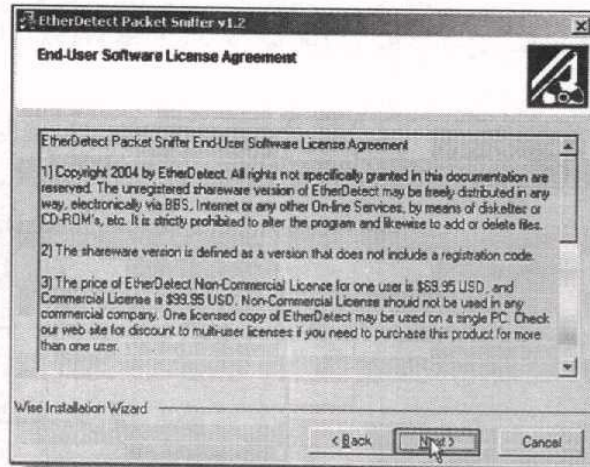 EtherDetect Packet Sniffer v1.2
End-User Software License Agreement
EtherDetect Packet Sniffer End-User Software License Agreement
1] Copyright 2004 by EtherDetect. All rights not specifically granted in this documentation are
reserved. The unregistered shareware version of EtherDetect may be freely distributed in any
way, electronically via BBS, Internet or any other On-line Services, by means of diskettes or
CD-ROM's, etc. It is strictly prohibited to alter the program and likewise to add or delete files.
2) The shareware version is defined as a version that does not include a registration code.
3) The price of EtherDetect Non-Commercial Licence for one user is $69.95 USD, and
Commercial License is $99.95 USD. Non-Commercial License should not be used in any
commercial company. One licensed copy of EtherDetect may be used on a single PC. Check
our web site for discount to multi-user licenses if you need to purchase this product for more
than one user.
Wise Installation Wizard
< Back
Next >
Cancel